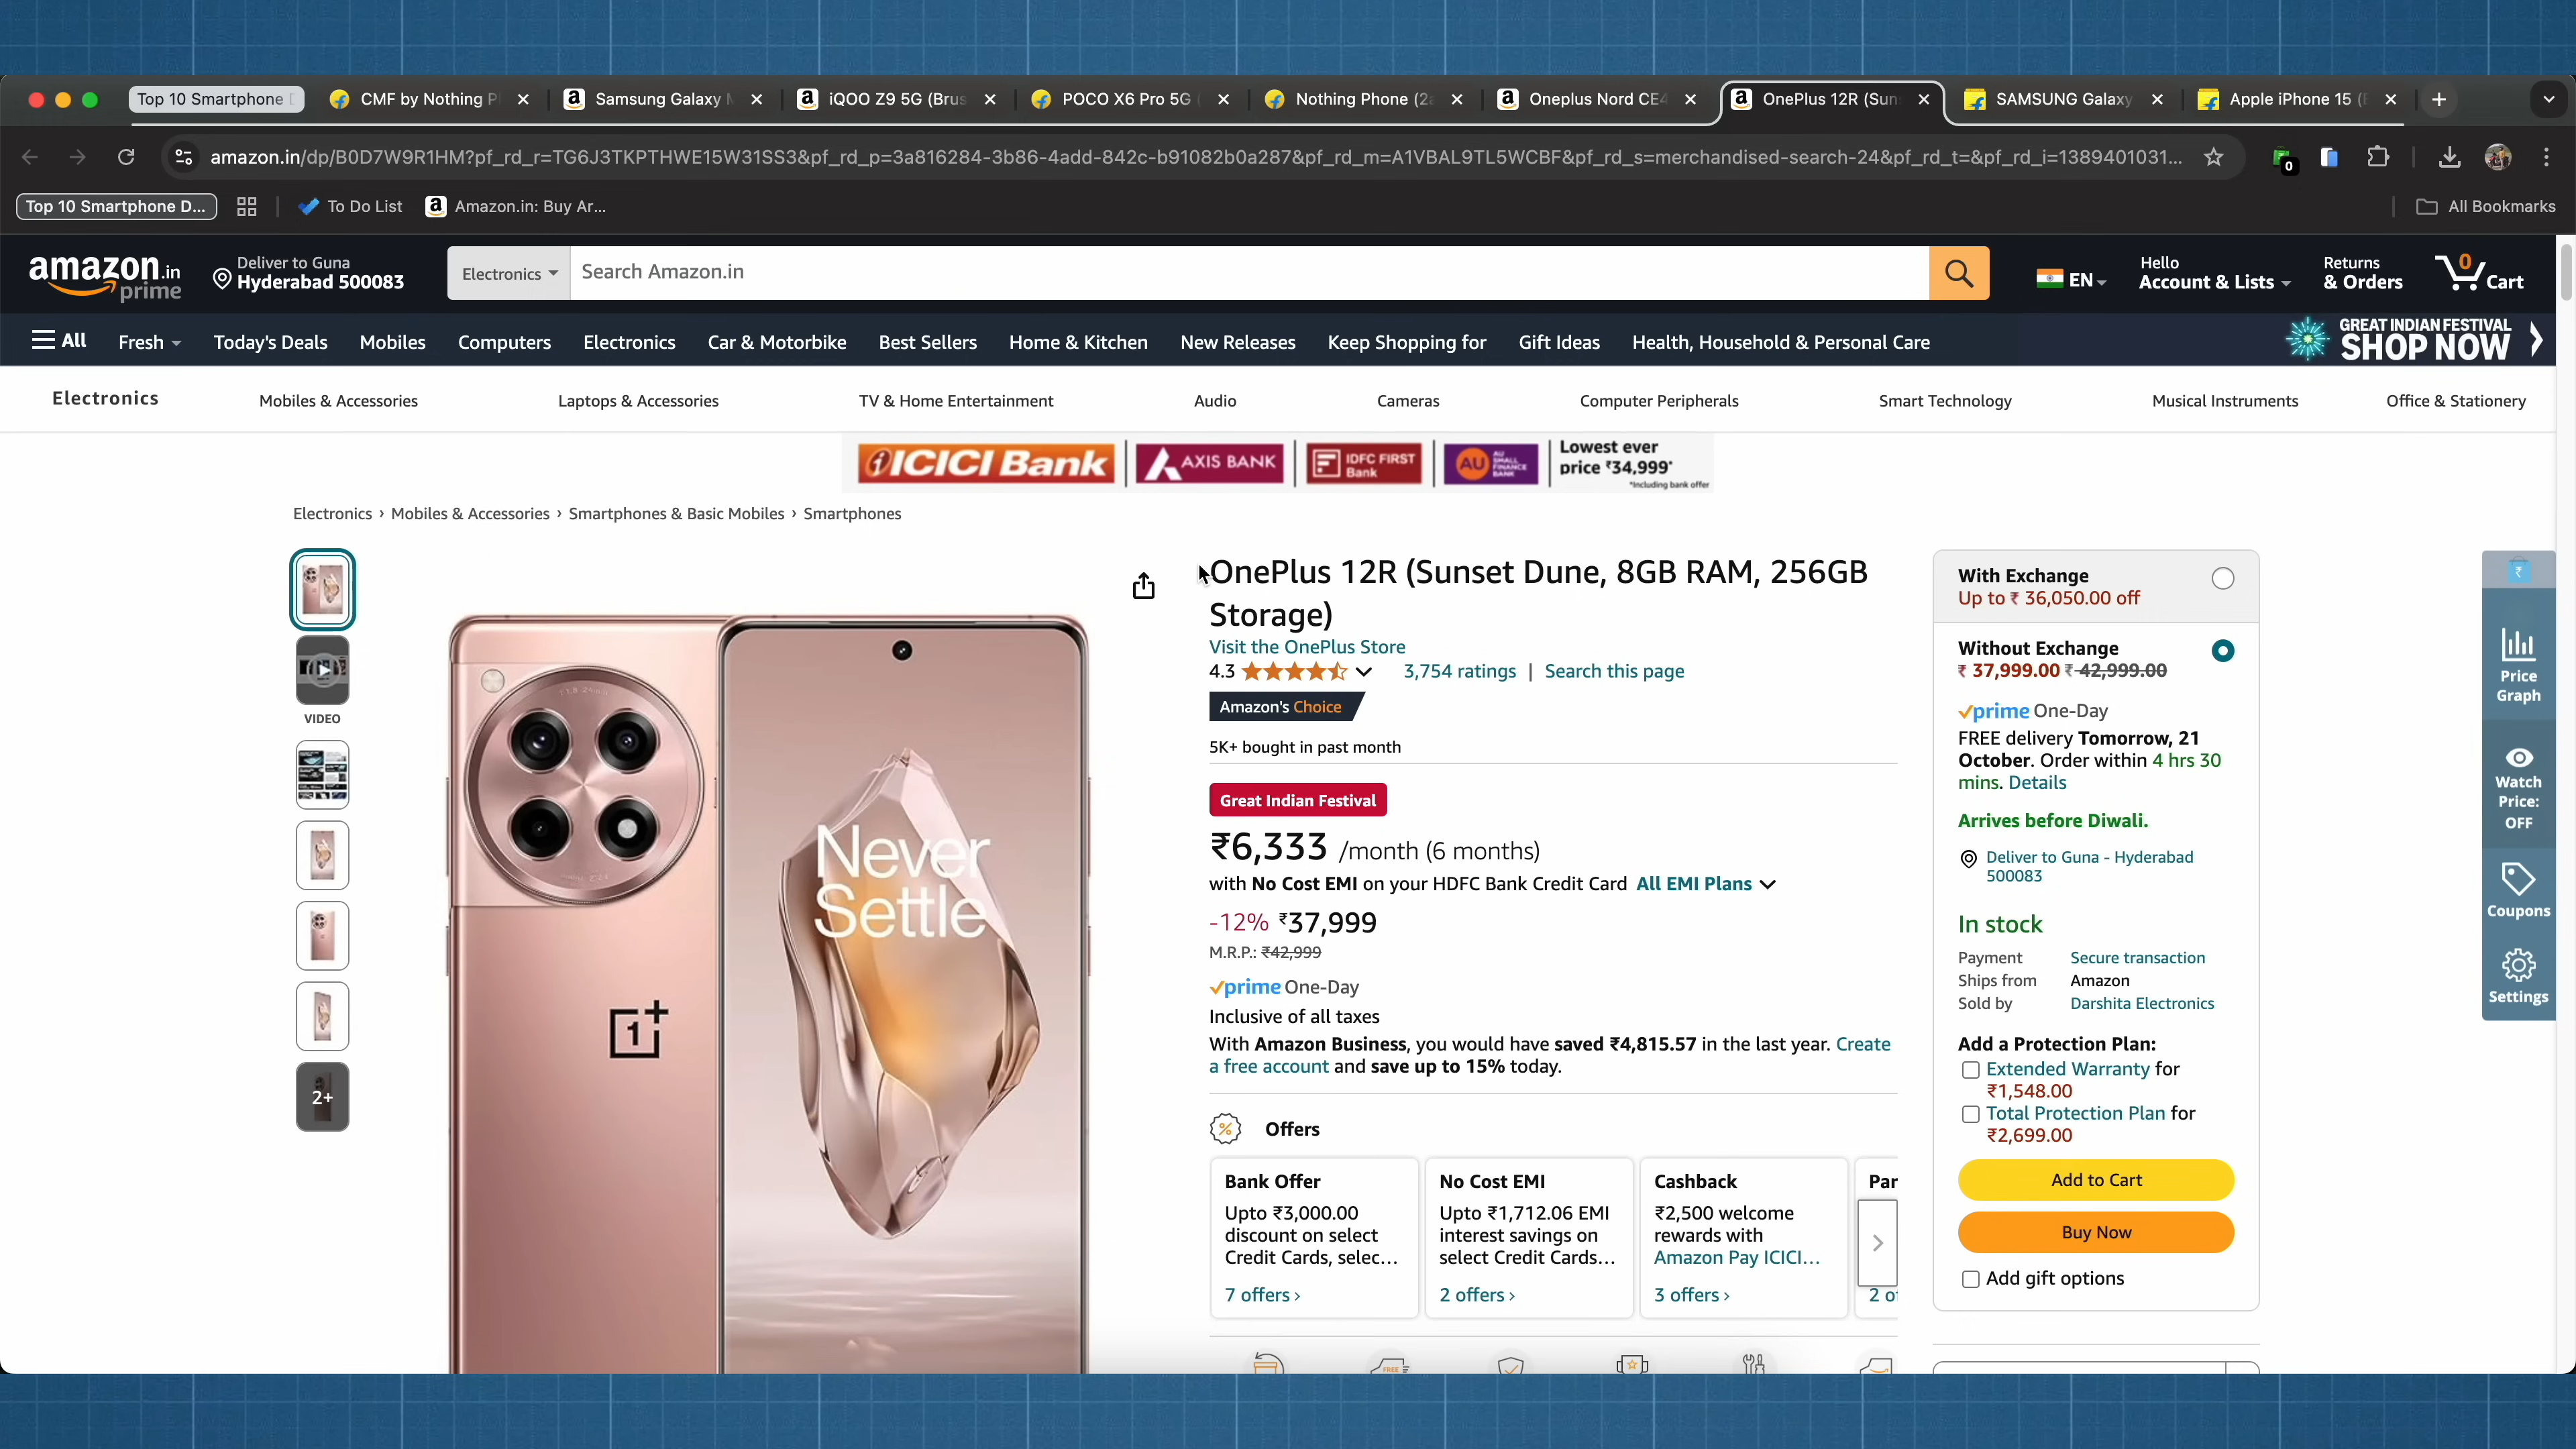 Top 10 Smartphone D
CMF by Nothing P
Samsung Galaxy M
iQOO Z9 5G (Brus
POCO X6 Pro 5G
Nothing Phone (2a
Oneplus Nord CE4
OnePlus 12R (Sun
SAMSUNG Galaxy
Apple iPhone 15 (
amazon.in/dp/B0D7W9R1HM?pf_rd_r=TG6J3TKPTHWE15W31SS3&pf_rd_p=3a816284-3b86-4add-842c-b91082b0a287&pf_rd_m=A1VBAL9TL5WCBF&pf_rd_s=merchandised-search-24&pf_rd_t=&pf_rd_i=1389401031...
0
Top 10 Smartphone D...
To Do List
Amazon.in: Buy Ar...
All Bookmarks
amazon.in
prime
Deliver to Guna
Hyderabad 500083
Electronics
Search Amazon.in
EN
Hello
Account & Lists
Returns
& Orders
0
Cart
All
Fresh
Today's Deals
Mobiles
Computers
Electronics
Car & Motorbike
Best Sellers
Home & Kitchen
New Releases
Keep Shopping for
Gift Ideas
Health, Household & Personal Care
GREAT INDIAN FESTIVAL
SHOP NOW
Electronics
Mobiles & Accessories
Laptops & Accessories
TV & Home Entertainment
Audio
Cameras
Computer Peripherals
Smart Technology
Musical Instruments
Office & Stationery
ICICI Bank
AXIS BANK
IDFC FIRST
Bank
AU
SMALL
FINANCE
BANK
Lowest ever
price ₹34,999*
*Including bank offer
Electronics › Mobiles & Accessories › Smartphones & Basic Mobiles › Smartphones
VIDEO
2+
Never
Settle
OnePlus 12R (Sunset Dune, 8GB RAM, 256GB
Storage)
Visit the OnePlus Store
4.3
3,754 ratings | Search this page
Amazon's Choice
5K+ bought in past month
Great Indian Festival
₹6,333 /month (6 months)
with No Cost EMI on your HDFC Bank Credit Card All EMI Plans
-12% ₹37,999
M.R.P.: ₹42,999
prime One-Day
Inclusive of all taxes
With Amazon Business, you would have saved ₹4,815.57 in the last year. Create
a free account and save up to 15% today.
Offers
Bank Offer
Upto ₹3,000.00
discount on select
Credit Cards, selec...
7 offers ›
No Cost EMI
Upto ₹1,712.06 EMI
interest savings on
select Credit Cards...
2 offers ›
Cashback
₹2,500 welcome
rewards with
Amazon Pay ICICI...
3 offers ›
Par
2 of
FREE
With Exchange
Up to ₹ 36,050.00 off
Without Exchange
₹ 37,999.00 ₹ 42,999.00
prime One-Day
FREE delivery Tomorrow, 21
October. Order within 4 hrs 30
mins. Details
Arrives before Diwali.
Deliver to Guna - Hyderabad
500083
In stock
Payment
Secure transaction
Ships from
Amazon
Sold by
Darshita Electronics
Add a Protection Plan:
Extended Warranty for
₹1,548.00
Total Protection Plan for
₹2,699.00
Add to Cart
Buy Now
Add gift options
Price
Graph
Watch
Price:
OFF
Coupons
Settings